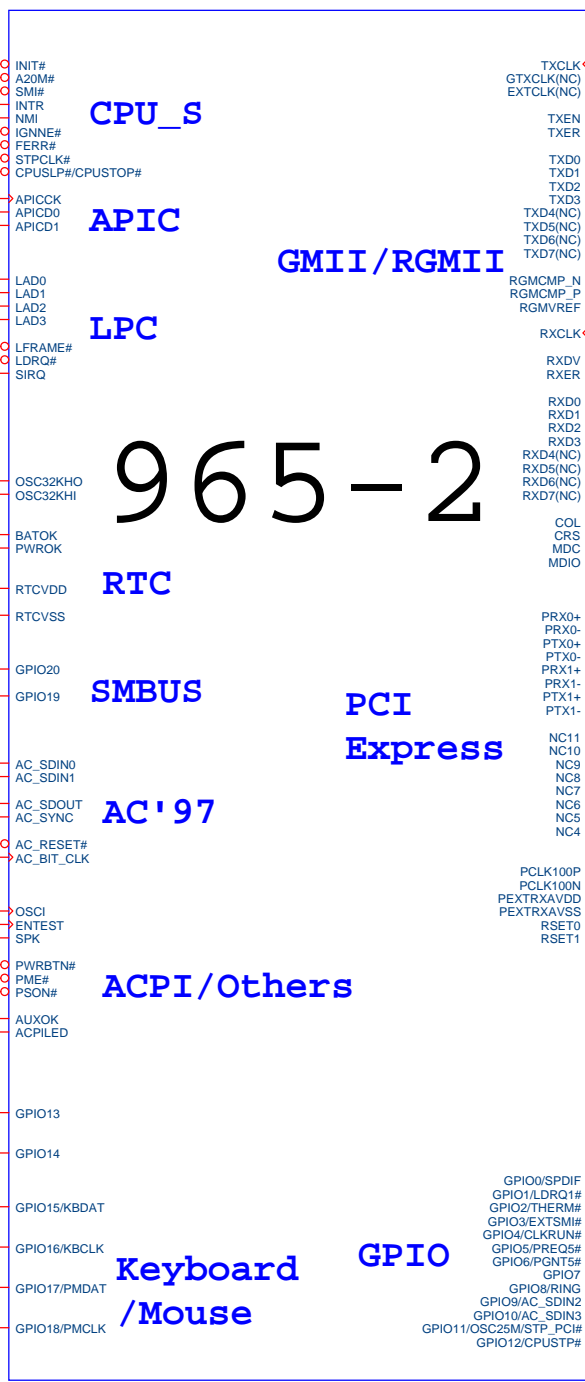 INIT#
A20M#
SMI#
INTR
NMI
IGNNE#
FERR#
STPCLK#
CPUSLP#/CPUSTOP#
CPU_S
APICCK
APICD0
APICD1
APIC
LAD0
LAD1
LAD2
LAD3
LFRAME#
LDRQ#
SIRQ
LPC
965-2
OSC32KHO
OSC32KHI
BATOK
PWROK
RTCVDD
RTCVSS
RTC
GPIO20
GPIO19
SMBUS
AC_SDIN0
AC_SDIN1
AC_SDOUT
AC_SYNC
AC_RESET#
AC_BIT_CLK
AC'97
OSCI
ENTEST
SPK
PWRBTN#
PME#
PSON#
AUXOK
ACPILED
ACPI/Others
GPIO13
GPIO14
GPIO15/KBDAT
GPIO16/KBCLK
GPIO17/PMDAT
GPIO18/PMCLK
Keyboard
/Mouse
TXCLK
GTXCLK(NC)
EXTCLK(NC)
TXEN
TXER
TXD0
TXD1
TXD2
TXD3
TXD4(NC)
TXD5(NC)
TXD6(NC)
TXD7(NC)
GMII/RGMII
RGMCMP_N
RGMCMP_P
RGMVREF
RXCLK
RXDV
RXER
RXD0
RXD1
RXD2
RXD3
RXD4(NC)
RXD5(NC)
RXD6(NC)
RXD7(NC)
COL
CRS
MDC
MDIO
PRX0+
PRX0-
PTX0+
PTX0-
PRX1+
PRX1-
PTX1+
PTX1-
PCI
Express
NC11
NC10
NC9
NC8
NC7
NC6
NC5
NC4
PCLK100P
PCLK100N
PEXTRXAVDD
PEXTRXAVSS
RSET0
RSET1
GPIO0/SPDIF
GPIO1/LDRQ1#
GPIO2/THERM#
GPIO3/EXTSMI#
GPIO4/CLKRUN#
GPIO5/PREQ5#
GPIO6/PGNT5#
GPIO7
GPIO8/RING
GPIO9/AC_SDIN2
GPIO10/AC_SDIN3
GPIO11/OSC25M/STP_PCI#
GPIO12/CPUSTP#
GPIO